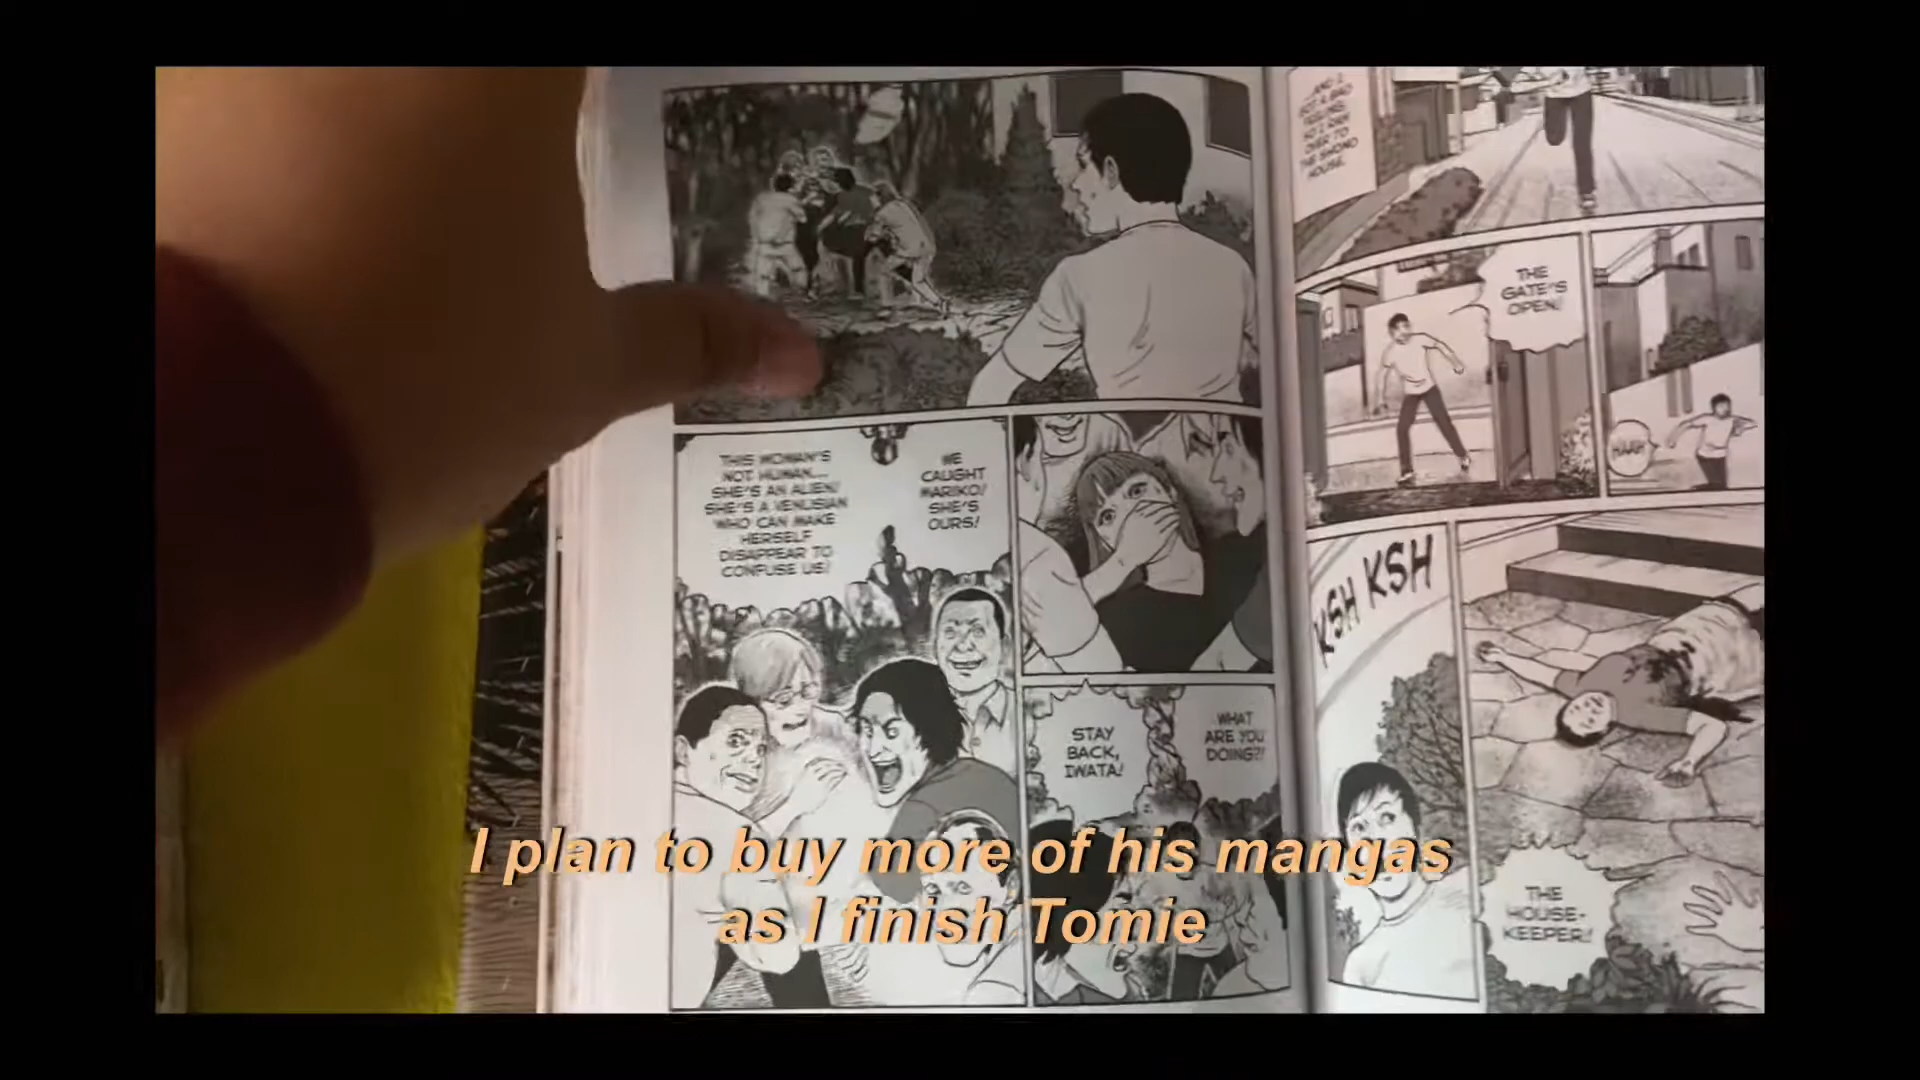 THIS WOMAN'S
NOT HUMAN...
SHE'S AN ALIEN!
SHE'S A VENUSIAN
WHO CAN MAKE
HERSELF
DISAPPEAR TO
CONFUSE US!
WE
CAUGHT
MARIKO!
SHE'S
OURS!
STAY
BACK,
IWATA!
WHAT
ARE YOU
DOING?!
...AND I
GOT A BAD
FEELING,
SO I RAN
OVER TO
THE SHONO
HOUSE.
THE
GATE'S
OPEN!
HAAH
KSH KSH
THE
HOUSE-
KEEPER!
I plan to buy more of his mangas
as I finish Tomie